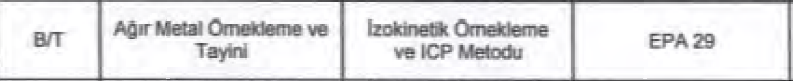 B/T
Ağır Metal Örnekleme ve
Tayini
İzokinetik Örnekleme
ve ICP Metodu
EPA 29